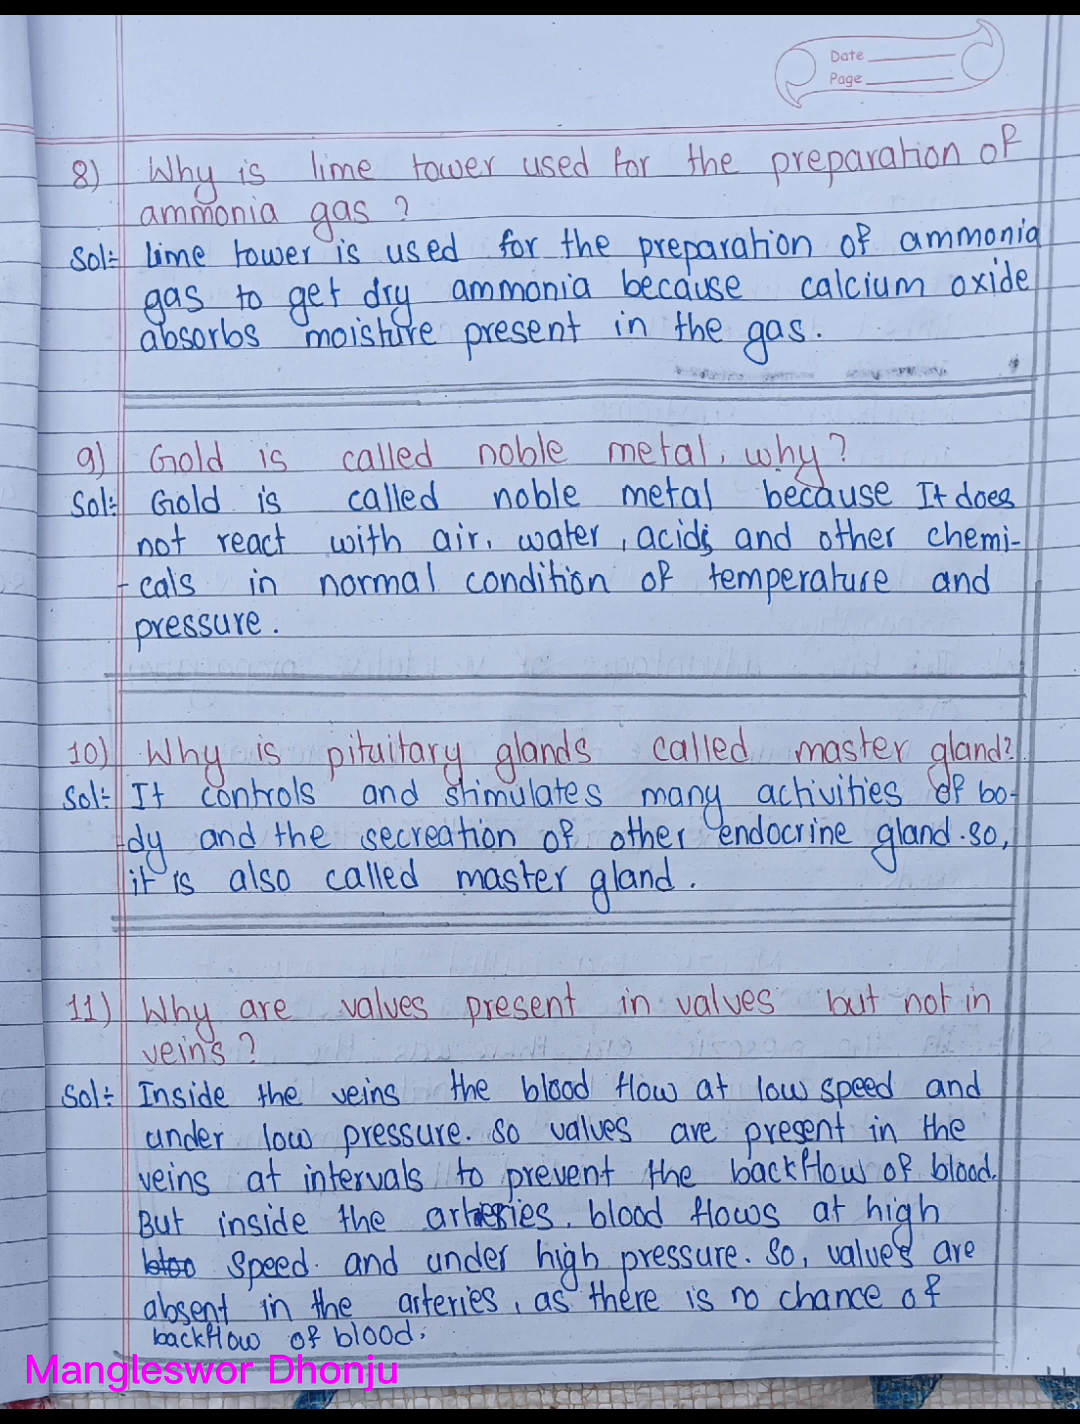 Date
Page
8) Why is lime tower used for the preparation of
ammonia gas ?
Sol:- lime tower is used for the preparation of ammonia
gas to get dry ammonia because calcium oxide
absorbs moisture present in the gas.
9) Gold is called noble metal, why?
Sol:- Gold is called noble metal because It does
not react with air, water, acids and other chemi-
-cals in normal condition of temperature and
pressure.
10) Why is pituitary glands called master gland?
Sol:- It controls and stimulates many activities of bo-
-dy and the secreation of other endocrine gland. so,
it is also called master gland.
11) Why are values present in values but not in
veins ?
Sol:- Inside the veins the blood flow at low speed and
under low pressure. so values are present in the
veins at intervals to prevent the backflow of blood.
But inside the arteries, blood flows at high
speed and under high pressure. So, values are
absent in the arteries, as there is no chance of
backflow of blood.
Mangleswor Dhonju